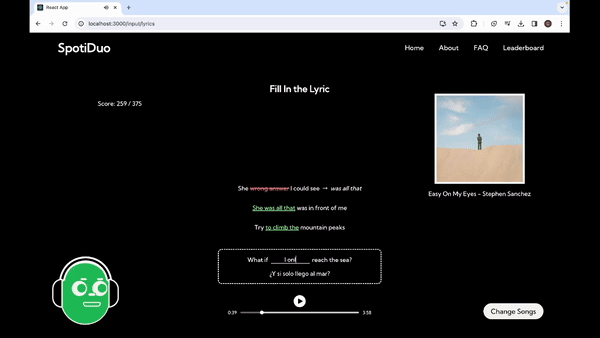 React App
localhost:3000/input/lyrics
SpotiDuo
Home About FAQ Leaderboard
Fill In the Lyric
Score: 259 / 375
Easy On My Eyes - Stephen Sanchez
She wrong answer I could see → was all that
She was all that was in front of me
Try to climb the mountain peaks
What if I onl reach the sea?
¿Y si solo llego al mar?
0:39 3:58
Change Songs